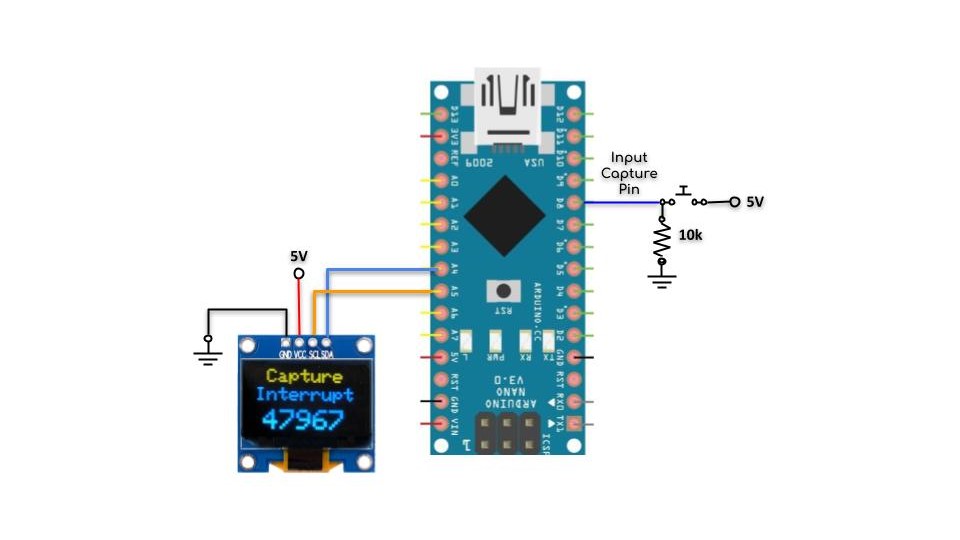 5V
GND VCC SCL SDA
Capture
Interrupt
47967
D13
3V3
REF
A0
A1
A2
A3
A4
A5
A6
A7
5V
RST
GND
VIN
2009
USA
RST
ARDUINO.CC
L
PWR
RX
TX
V3.0
NANO
ARDUINO
1
ICSP
D12
D11
D10
D9
D8
D7
D6
D5
D4
D3
D2
GND
RST
RX0
TX1
Input
Capture
Pin
5V
10k